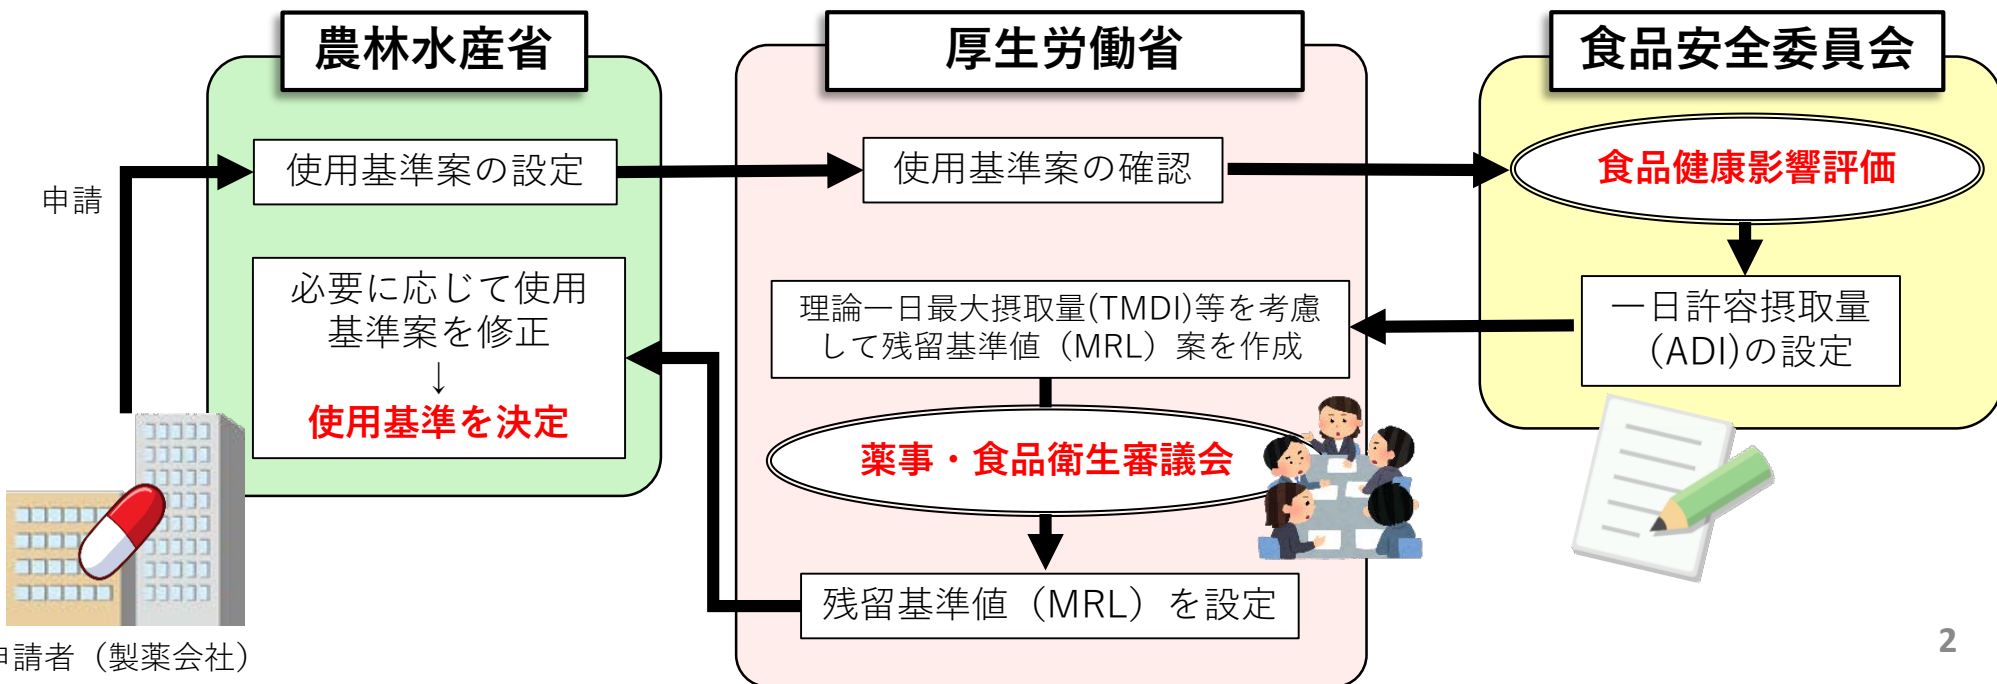 農林水産省
厚生労働省
食品安全委員会
申請
使用基準案の設定
使用基準案の確認
食品健康影響評価
必要に応じて使用
基準案を修正
↓
使用基準を決定
理論一日最大摂取量(TMDI)等を考慮
して残留基準値（MRL）案を作成
一日許容摂取量
(ADI)の設定
薬事・食品衛生審議会
残留基準値（MRL）を設定
申請者（製薬会社）
2